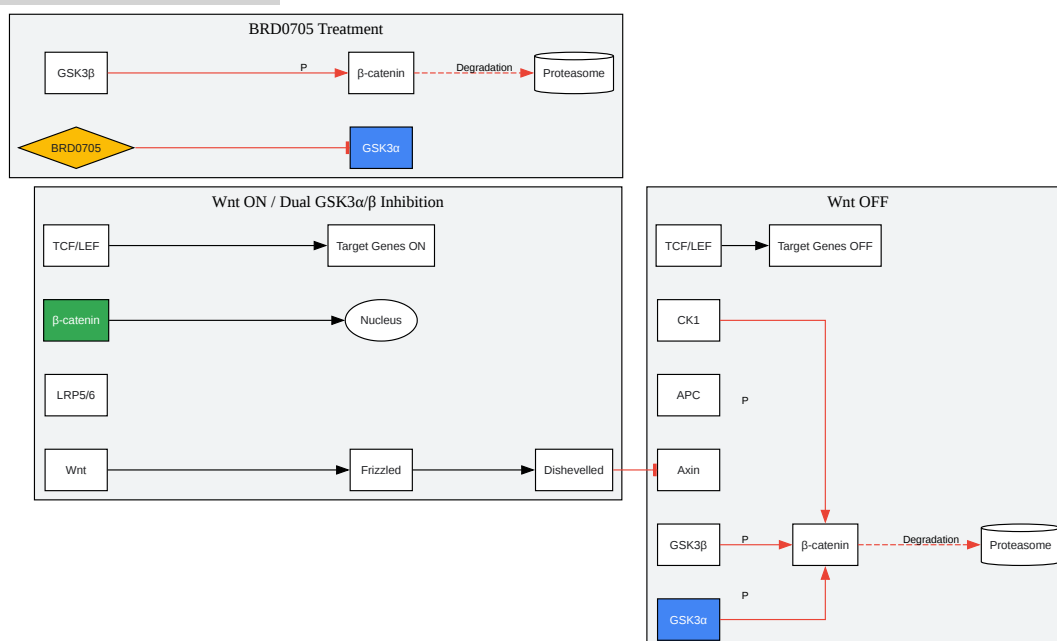 BRD0705 Treatment
GSK3β
P
β-catenin
Degradation
Proteasome
BRD0705
GSK3α
Wnt ON / Dual GSK3α/β Inhibition
TCF/LEF
Target Genes ON
β-catenin
Nucleus
LRP5/6
Wnt
Frizzled
Dishevelled
Wnt OFF
TCF/LEF
Target Genes OFF
CK1
APC
P
Axin
GSK3β
P
β-catenin
Degradation
Proteasome
P
GSK3α